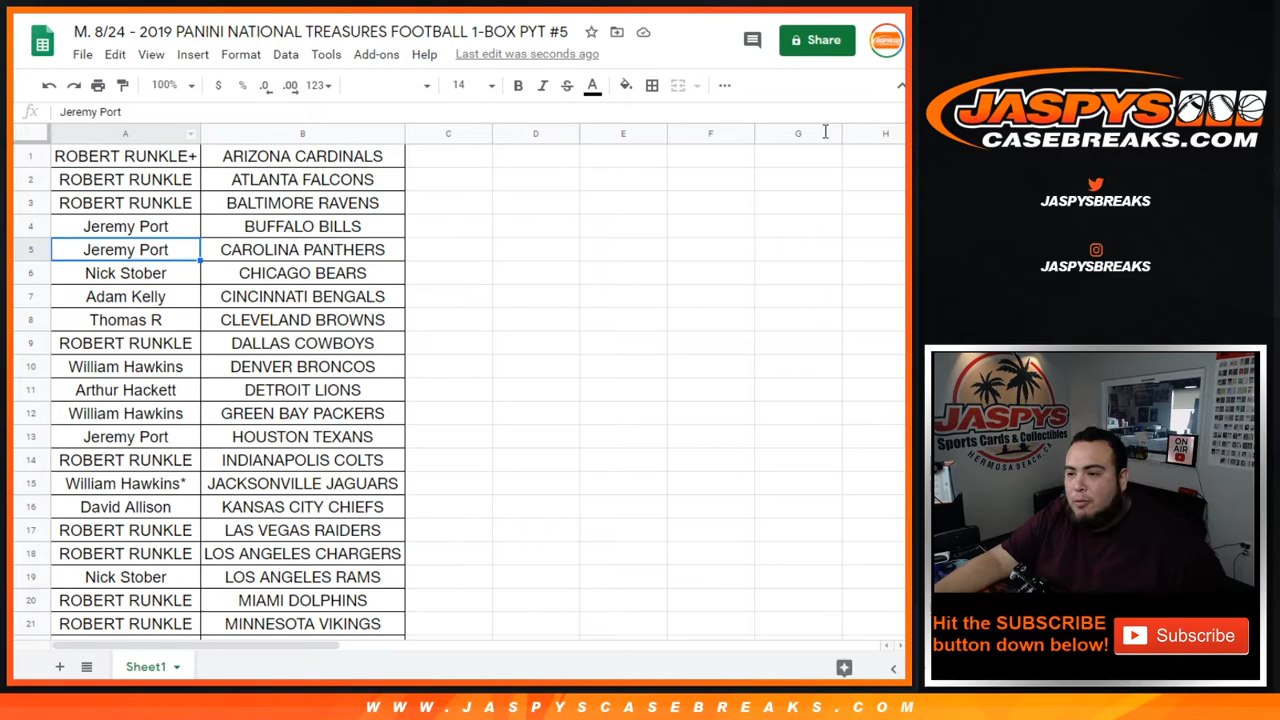 M. 8/24 - 2019 PANINI NATIONAL TREASURES FOOTBALL 1-BOX PYT #5
File Edit View Insert Format Data Tools Add-ons Help Last edit was seconds ago
Share
100% $ % .0 .00 123 14 B I S A
fx Jeremy Port
A B C D E F G H
1 ROBERT RUNKLE+ ARIZONA CARDINALS
2 ROBERT RUNKLE ATLANTA FALCONS
3 ROBERT RUNKLE BALTIMORE RAVENS
4 Jeremy Port BUFFALO BILLS
5 Jeremy Port CAROLINA PANTHERS
6 Nick Stober CHICAGO BEARS
7 Adam Kelly CINCINNATI BENGALS
8 Thomas R CLEVELAND BROWNS
9 ROBERT RUNKLE DALLAS COWBOYS
10 William Hawkins DENVER BRONCOS
11 Arthur Hackett DETROIT LIONS
12 William Hawkins GREEN BAY PACKERS
13 Jeremy Port HOUSTON TEXANS
14 ROBERT RUNKLE INDIANAPOLIS COLTS
15 William Hawkins* JACKSONVILLE JAGUARS
16 David Allison KANSAS CITY CHIEFS
17 ROBERT RUNKLE LAS VEGAS RAIDERS
18 ROBERT RUNKLE LOS ANGELES CHARGERS
19 Nick Stober LOS ANGELES RAMS
20 ROBERT RUNKLE MIAMI DOLPHINS
21 ROBERT RUNKLE MINNESOTA VIKINGS
Sheet1
JASPYS
CASEBREAKS.COM
JASPYSBREAKS
JASPYSBREAKS
JASPYS
Sports Cards & Collectibles
HERMOSA BEACH, CA
ON
AIR
Hit the SUBSCRIBE
button down below!
Subscribe
WWW.JASPYSCASEBREAKS.COM